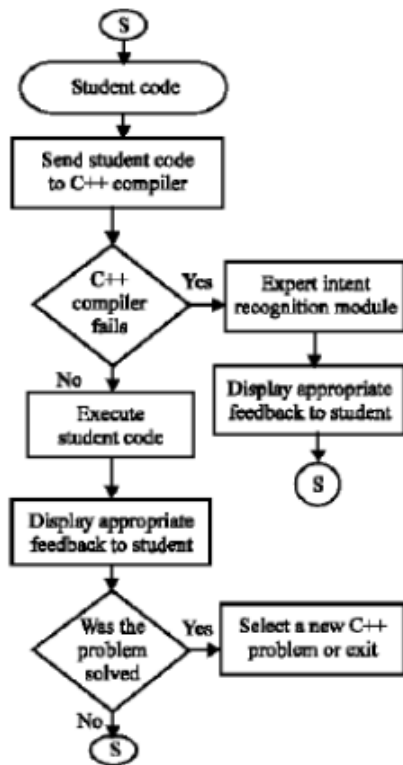 S
Student code
Send student code
to C++ compiler
C++
compiler
fails
Yes
Expert intent
recognition module
No
Display appropriate
feedback to student
Execute
student code
S
Display appropriate
feedback to student
Was the
problem
solved
Yes
Select a new C++
problem or exit
No
S